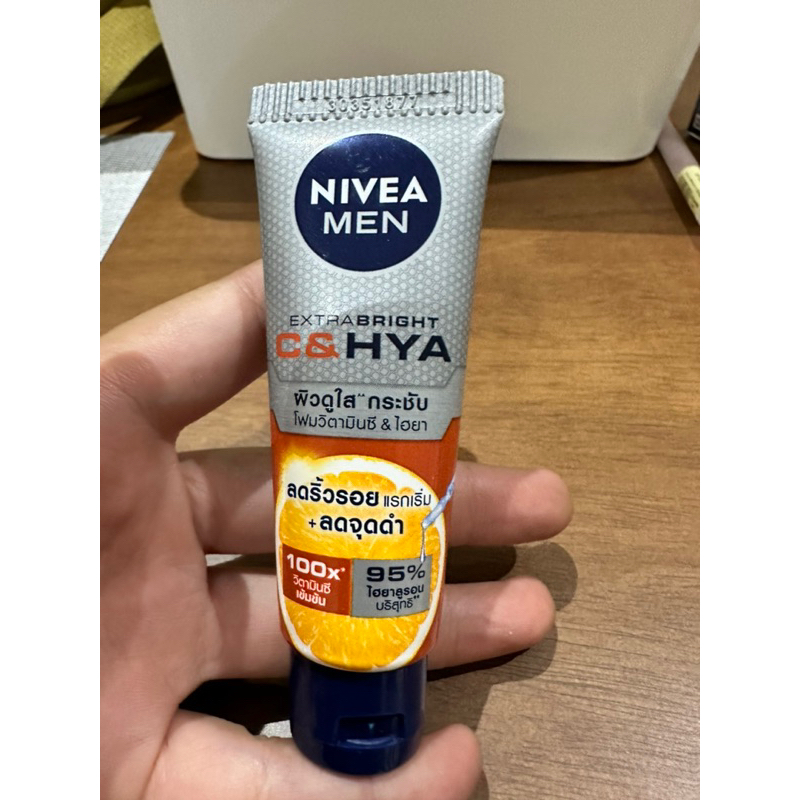 30351877
NIVEA
MEN
EXTRABRIGHT
C&HYA
ผิวดูใส** กระชับ
โฟมวิตามินซี & ไฮยา
ลดริ้วรอย แรกเริ่ม
+ลดจุดดำ
100x*
วิตามินซี
เข้มข้น
95%
ไฮยาลูรอน
บริสุทธิ์**